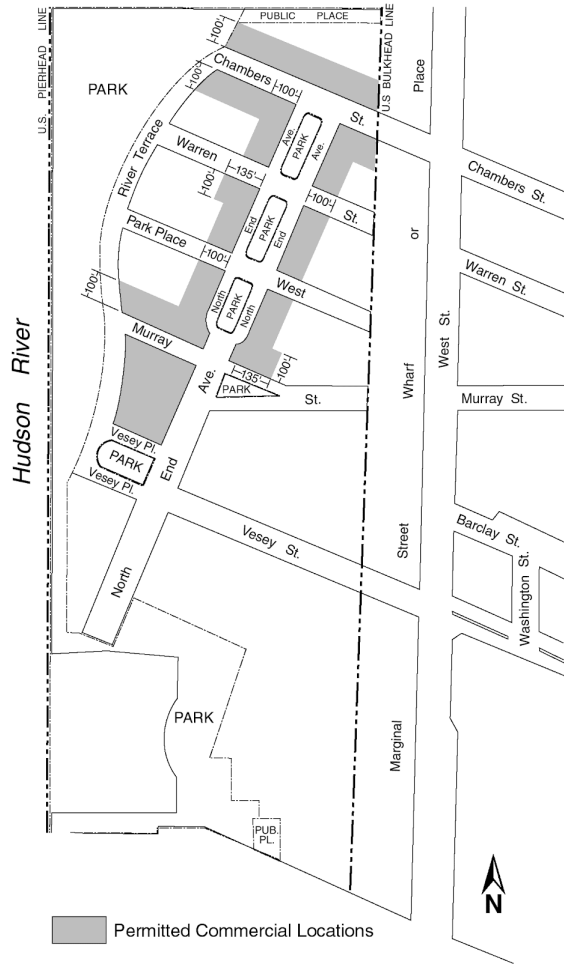 U.S. PIERHEAD LINE
PUBLIC PLACE
U.S BULKHEAD LINE
Place
100'
Chambers
100'
100'
St.
PARK
Ave.
PARK
Ave.
River Terrace
Warren
135'
100'
100'
St.
Chambers St.
End
PARK
End
Park Place
100'
or
Warren St.
West
North
PARK
North
100'
Murray
West St.
Hudson River
Ave.
135'
100'
PARK
St.
Wharf
Murray St.
Vesey Pl.
PARK
Vesey Pl.
End
Vesey St.
Street
Barclay St.
Washington St.
North
PARK
Marginal
PUB.
PL.
N
Permitted Commercial Locations